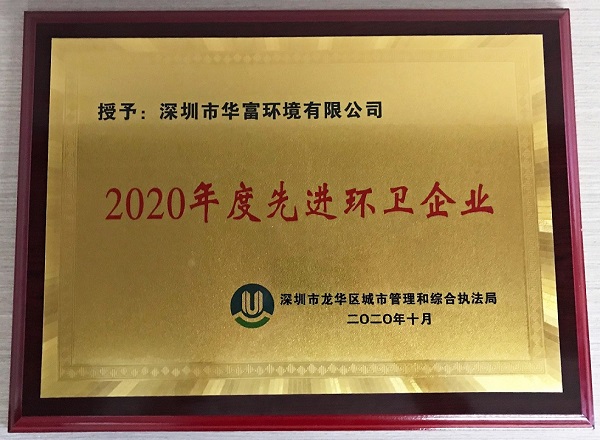 授予：深圳市华富环境有限公司
2020年度先进环卫企业
深圳市龙华区城市管理和综合执法局
二〇二〇年十月